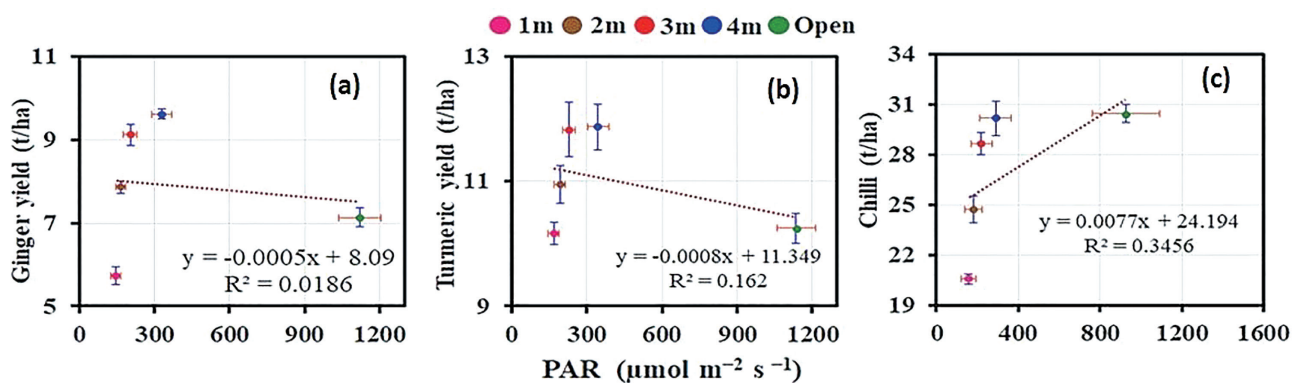 1m 2m 3m 4m Open
(a)
Ginger yield (t/ha)
11
9
7
5
y = -0.0005x + 8.09
R² = 0.0186
0 300 600 900 1200
(b)
Turmeric yield (t/ha)
13
11
9
y = -0.0008x + 11.349
R² = 0.162
0 300 600 900 1200
(c)
Chilli (t/ha)
34
31
28
25
22
19
y = 0.0077x + 24.194
R² = 0.3456
0 400 800 1200 1600
PAR (µmol m⁻² s ⁻¹)